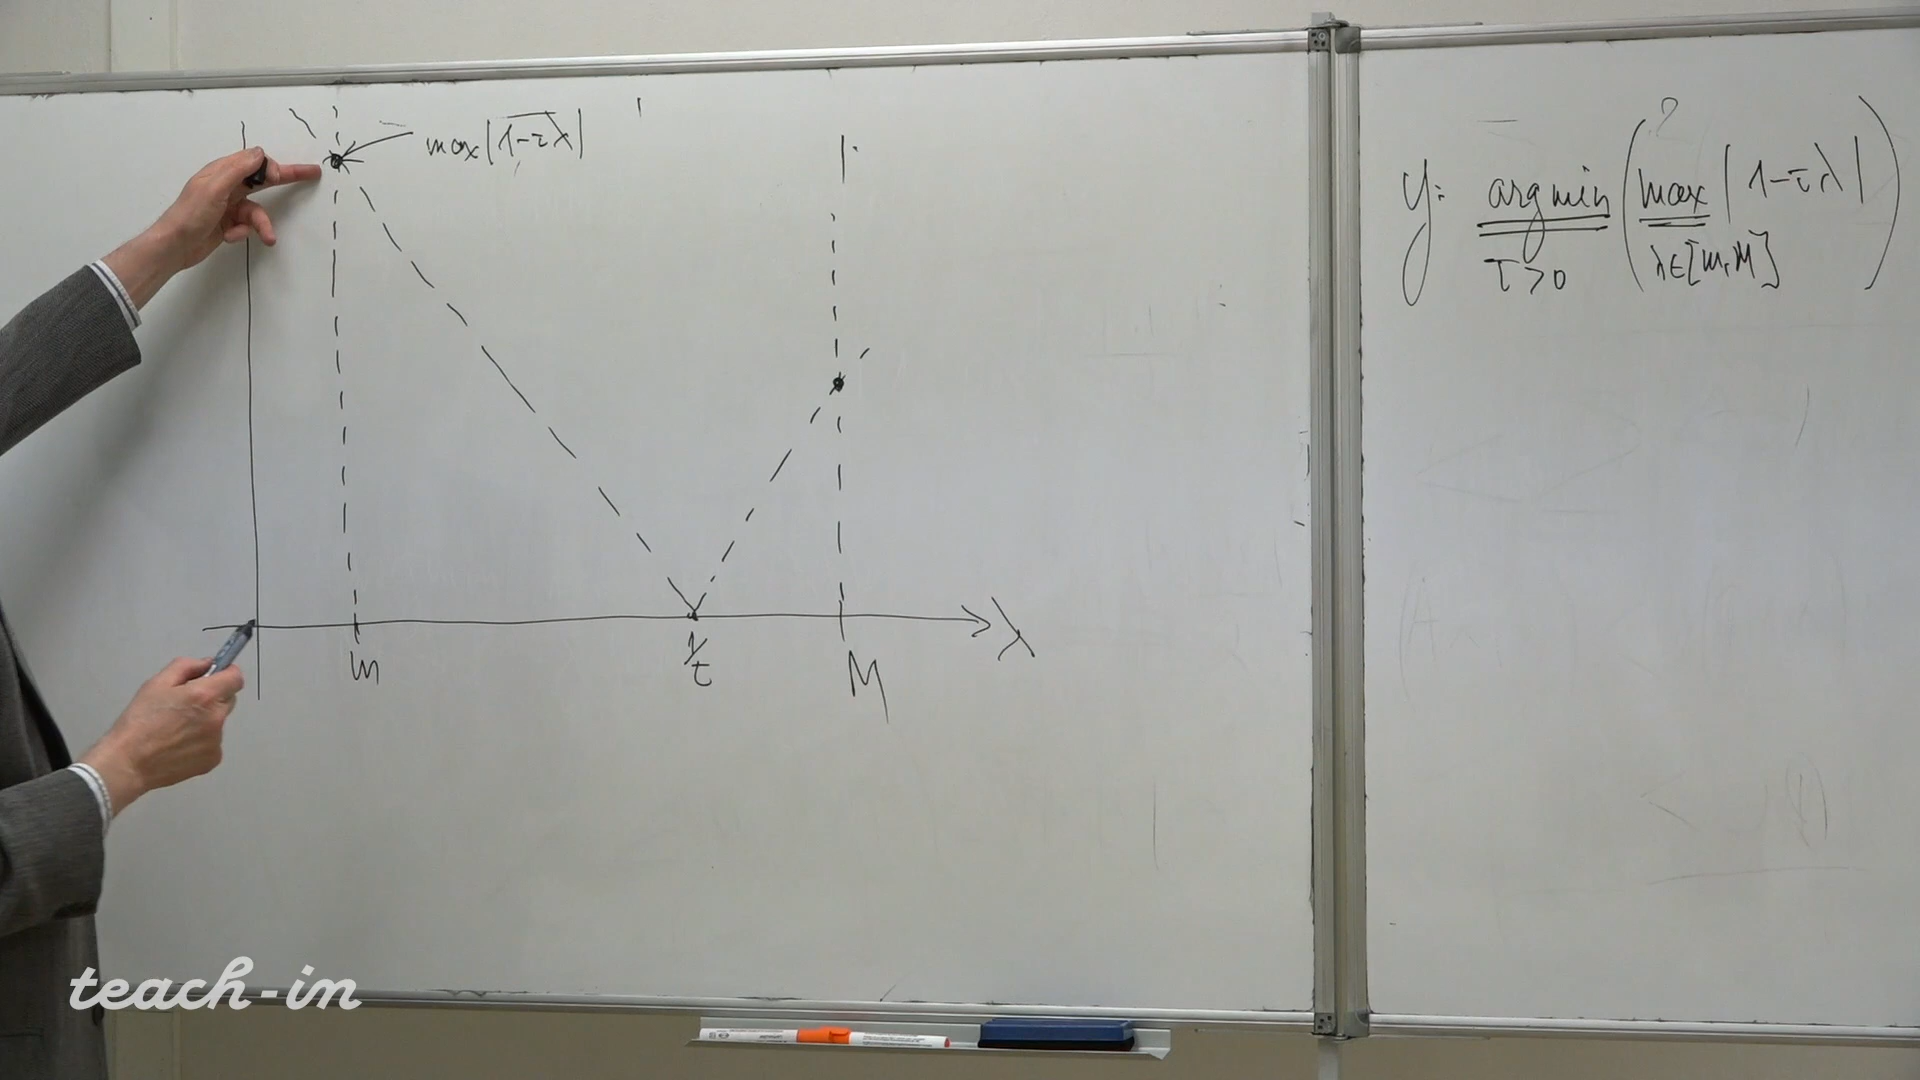 max|1-τλ|
m
1/τ
M
λ
?
y: argmin (max |1-τλ|)
τ>0 λ∈[m,M]
teach-in